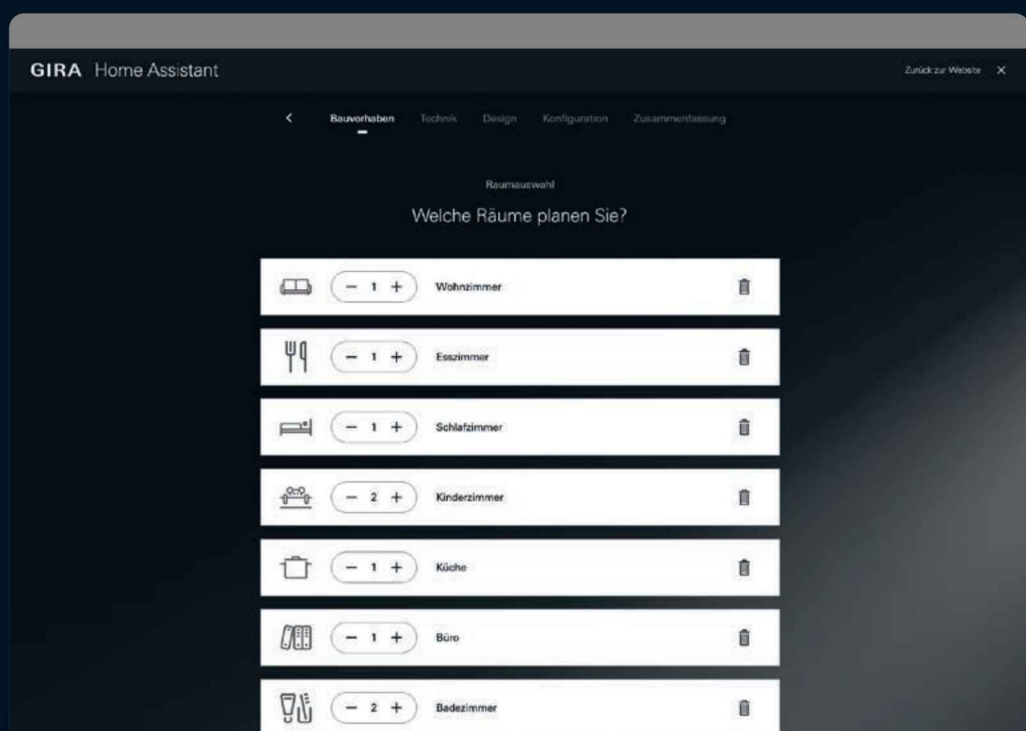 GIRA Home Assistant
Zurück zur Website ×
< Bauvorhaben Technik Design Konfiguration Zusammenfassung
Raumauswahl
Welche Räume planen Sie?
− 1 + Wohnzimmer
− 1 + Esszimmer
− 1 + Schlafzimmer
− 2 + Kinderzimmer
− 1 + Küche
− 1 + Büro
− 2 + Badezimmer